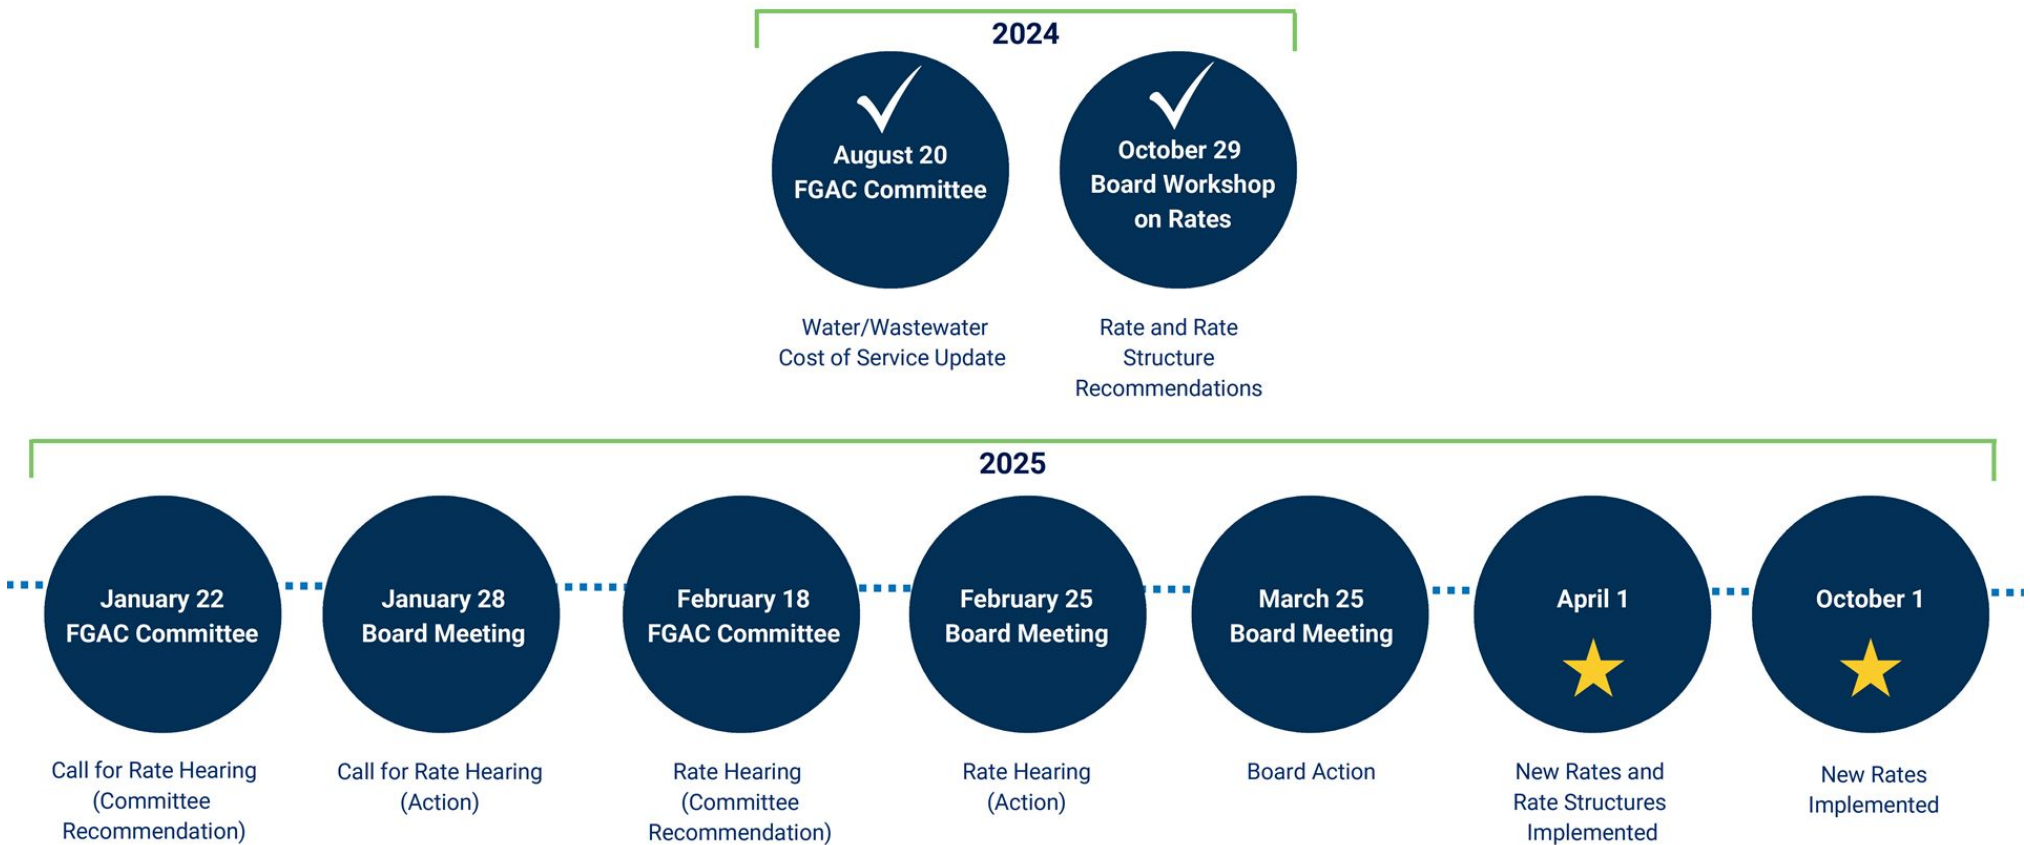 2024
August 20
FGAC Committee
October 29
Board Workshop
on Rates
Water/Wastewater
Cost of Service Update
Rate and Rate
Structure
Recommendations
2025
January 22
FGAC Committee
January 28
Board Meeting
February 18
FGAC Committee
February 25
Board Meeting
March 25
Board Meeting
April 1
October 1
Call for Rate Hearing
(Committee
Recommendation)
Call for Rate Hearing
(Action)
Rate Hearing
(Committee
Recommendation)
Rate Hearing
(Action)
Board Action
New Rates and
Rate Structures
Implemented
New Rates
Implemented